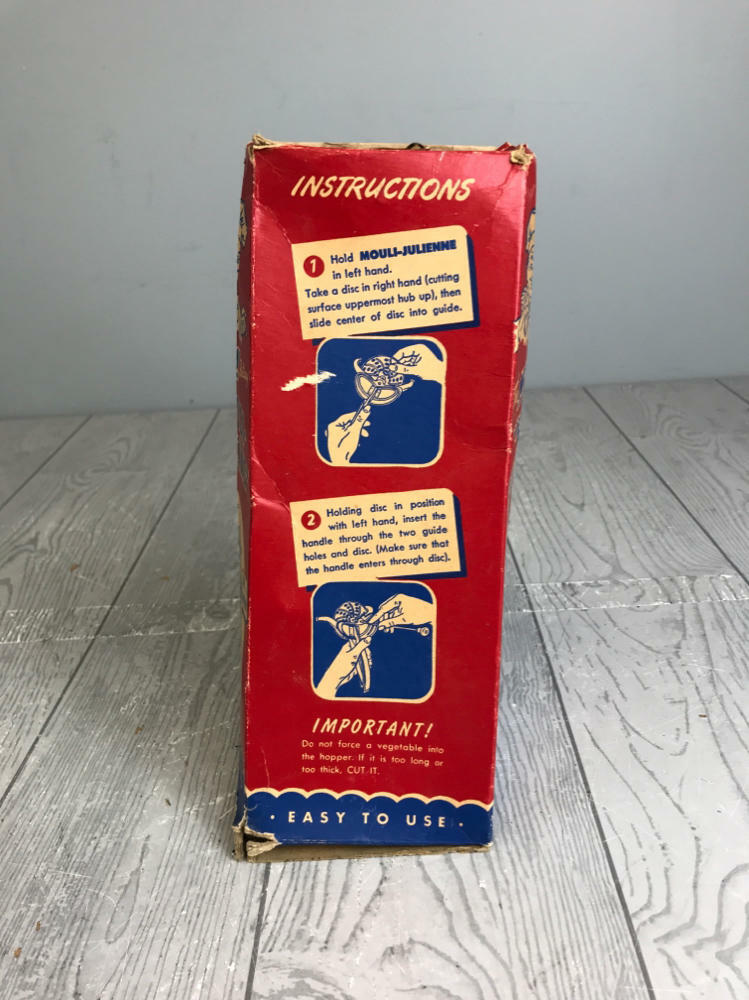 INSTRUCTIONS
1 Hold MOULI-JULIENNE
in left hand.
Take a disc in right hand (cutting
surface uppermost hub up), then
slide center of disc into guide.
2 Holding disc in position
with left hand, insert the
handle through the two guide
holes and disc. (Make sure that
the handle enters through disc).
IMPORTANT!
Do not force a vegetable into
the hopper. If it is too long or
too thick, CUT IT.
• EASY TO USE •